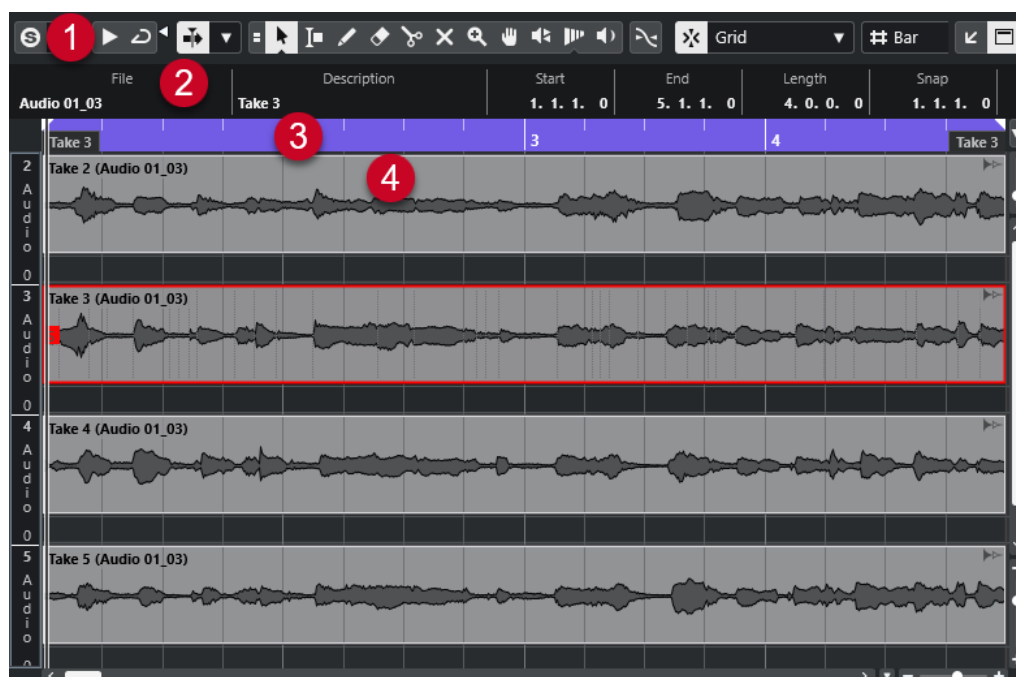 S 1 Grid Bar
File 2 Description Start End Length Snap
Audio 01_03 Take 3 1. 1. 1. 0 5. 1. 1. 0 4. 0. 0. 0 1. 1. 1. 0
Take 3 3 3 4 Take 3
2 Take 2 (Audio 01_03) 4
Audio
0
3 Take 3 (Audio 01_03)
Audio
0
4 Take 4 (Audio 01_03)
Audio
0
5 Take 5 (Audio 01_03)
Audio